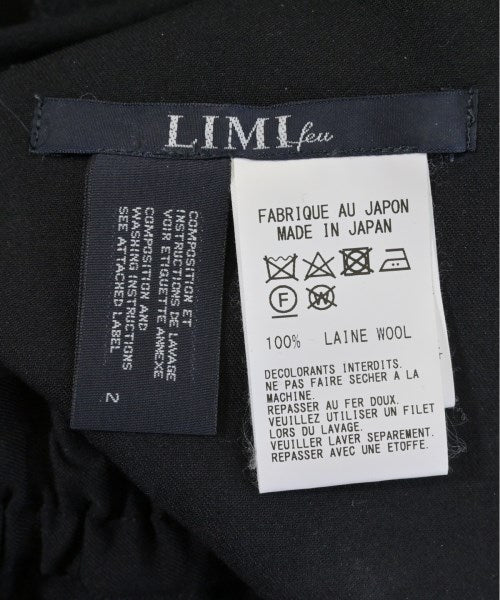 LIMI feu
COMPOSITION ET
INSTRUCTIONS DE LAVAGE
VOIR ETIQUETTE ANNEXE
COMPOSITION AND
WASHING INSTRUCTIONS
SEE ATTACHED LABEL
2
FABRIQUE AU JAPON
MADE IN JAPAN
F
W
100% LAINE WOOL
DECOLORANTS INTERDITS.
NE PAS FAIRE SECHER A LA
MACHINE.
REPASSER AU FER DOUX.
VEUILLEZ UTILISER UN FILET
LORS DU LAVAGE.
VEUILLER LAVER SEPAREMENT.
REPASSER AVEC UNE ETOFFE.